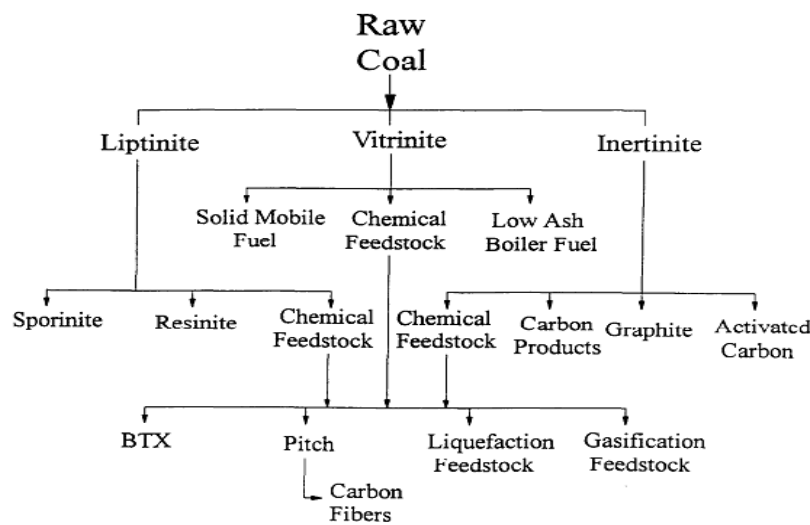 Raw
Coal
Liptinite
Vitrinite
Inertinite
Solid Mobile
Fuel
Chemical
Feedstock
Low Ash
Boiler Fuel
Sporinite
Resinite
Chemical
Feedstock
Chemical
Feedstock
Carbon
Products
Graphite
Activated
Carbon
BTX
Pitch
Liquefaction
Feedstock
Gasification
Feedstock
Carbon
Fibers